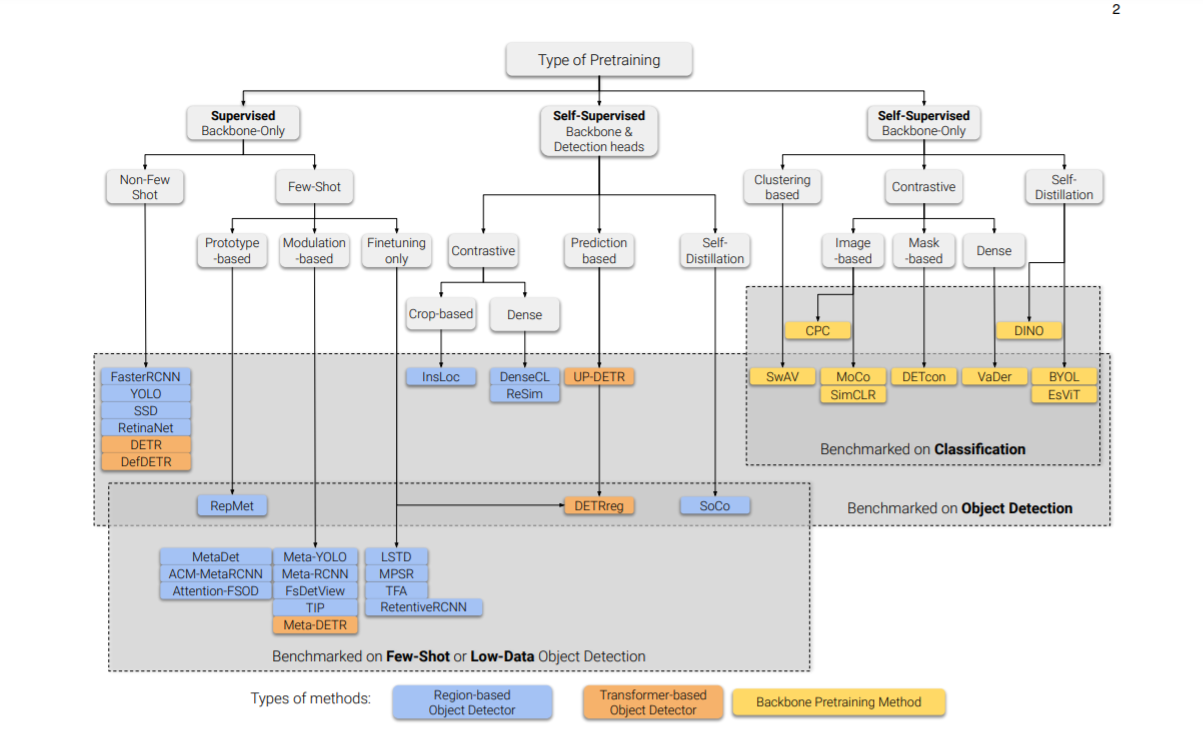 2
Type of Pretraining
Supervised
Backbone-Only
Self-Supervised
Backbone &
Detection heads
Self-Supervised
Backbone-Only
Non-Few
Shot
Few-Shot
Clustering
based
Contrastive
Self-
Distillation
Prototype
-based
Modulation
-based
Finetuning
only
Contrastive
Prediction
based
Self-
Distillation
Image
-based
Mask
-based
Dense
Crop-based
Dense
CPC
DINO
FasterRCNN
YOLO
SSD
RetinaNet
DETR
DefDETR
InsLoc
DenseCL
ReSim
UP-DETR
SwAV
MoCo
SimCLR
DETcon
VaDer
BYOL
EsViT
Benchmarked on Classification
RepMet
DETRreg
SoCo
Benchmarked on Object Detection
MetaDet
ACM-MetaRCNN
Attention-FSOD
Meta-YOLO
Meta-RCNN
FsDetView
TIP
Meta-DETR
LSTD
MPSR
TFA
RetentiveRCNN
Benchmarked on Few-Shot or Low-Data Object Detection
Types of methods:
Region-based
Object Detector
Transformer-based
Object Detector
Backbone Pretraining Method